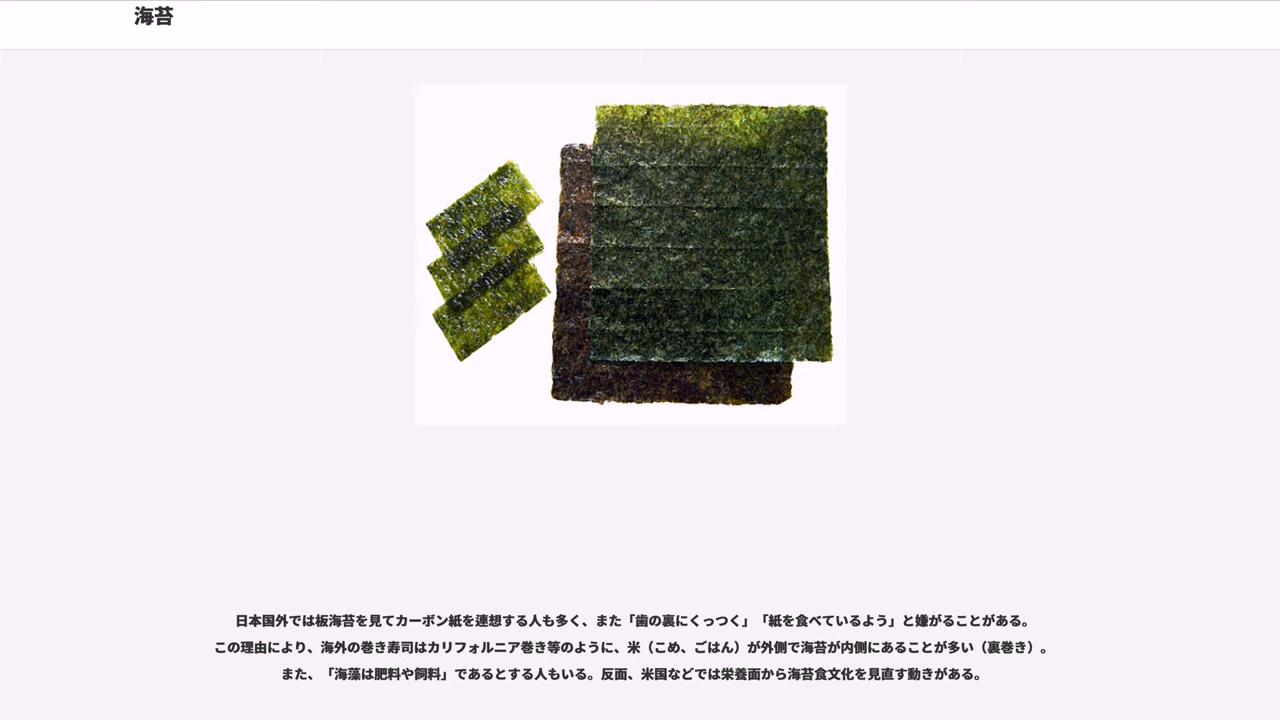 海苔
日本国外では板海苔を見てカーボン紙を連想する人も多く、また「歯の裏にくっつく」「紙を食べているよう」と嫌がることがある。
この理由により、海外の巻き寿司はカリフォルニア巻き等のように、米（こめ、ごはん）が外側で海苔が内側にあることが多い（裏巻き）。
また、「海藻は肥料や飼料」であるとする人もいる。反面、米国などでは栄養面から海苔食文化を見直す動きがある。